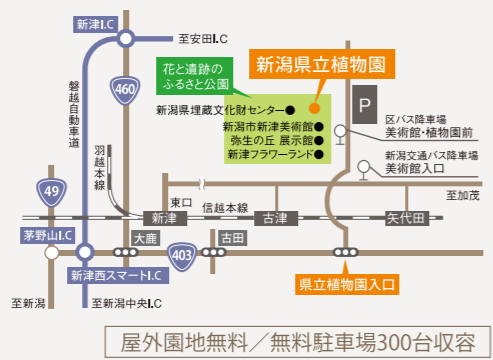 新津I.C
至安田I.C
460
花と遺跡の
ふるさと公園
新潟県立植物園
新潟県埋蔵文化財センター
新潟市新津美術館
弥生の丘 展示館
新津フラワーランド
P
区バス降車場
美術館・植物園前
新潟交通バス降車場
美術館入口
磐越自動車道
羽越本線
49
東口
至加茂
新津
信越本線
古津
矢代田
茅野山I.C
大鹿
古田
403
新津西スマートI.C
県立植物園入口
至新潟
至新潟中央I.C
屋外園地無料／無料駐車場300台収容